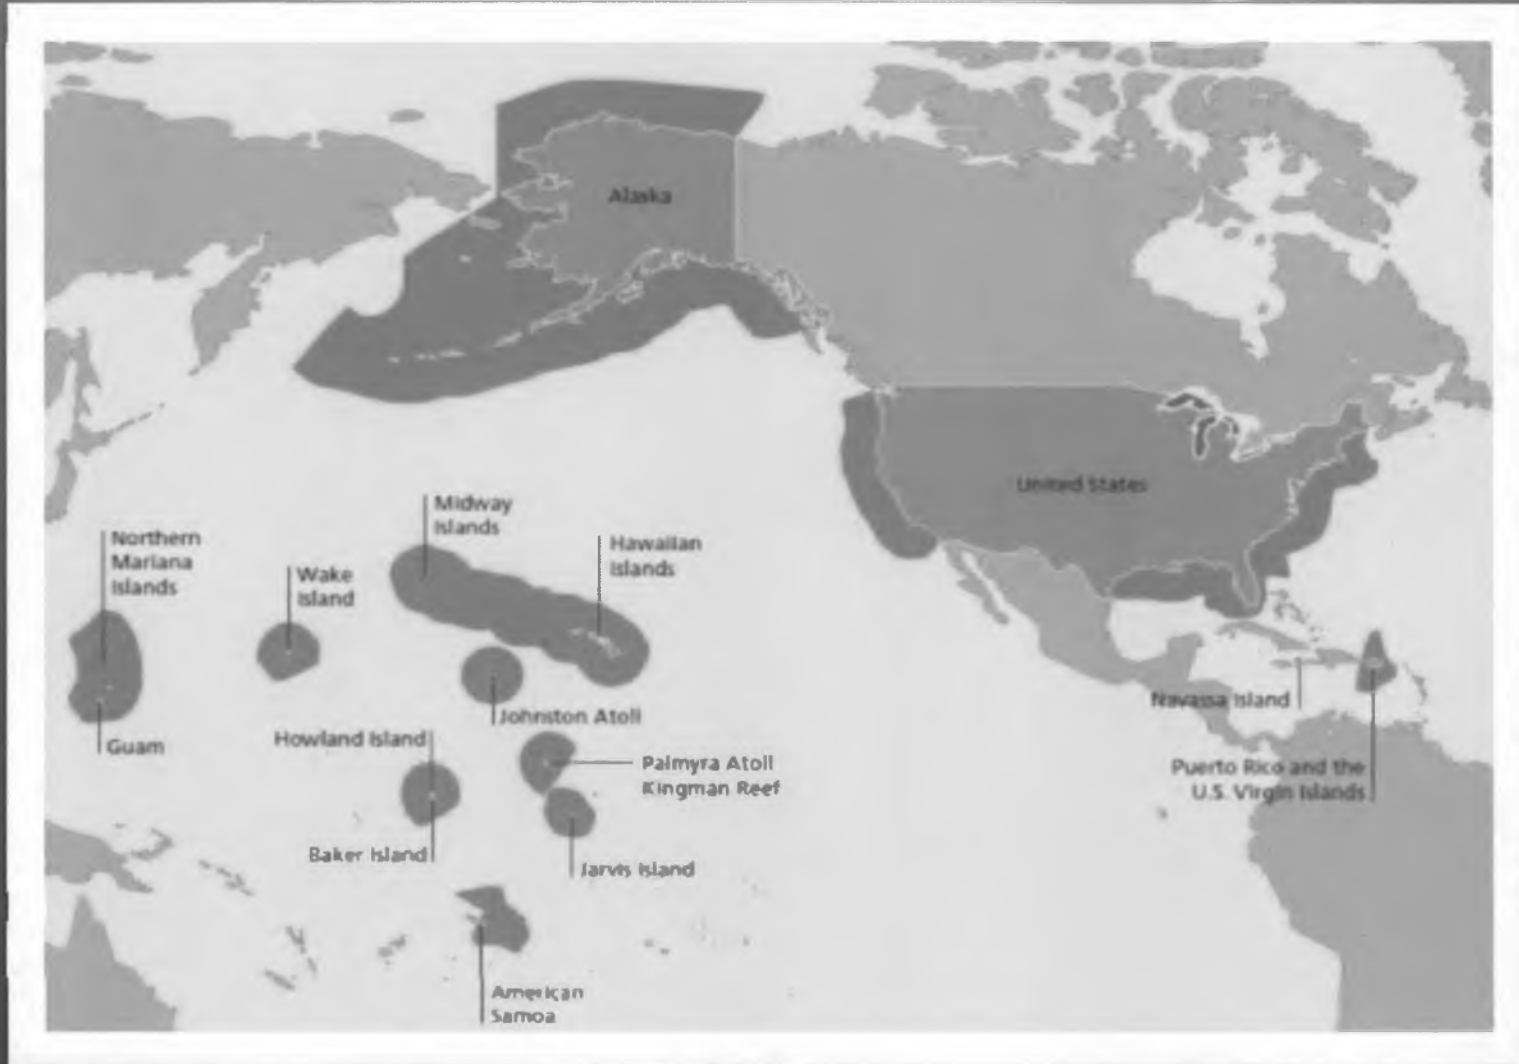 Alaska
United States
Midway
Islands
Hawaiian
Islands
Northern
Mariana
Islands
Wake
Island
Guam
Johnston Atoll
Howland Island
Palmyra Atoll
Kingman Reef
Baker Island
Jarvis Island
American
Samoa
Navassa Island
Puerto Rico and the
U.S. Virgin Islands